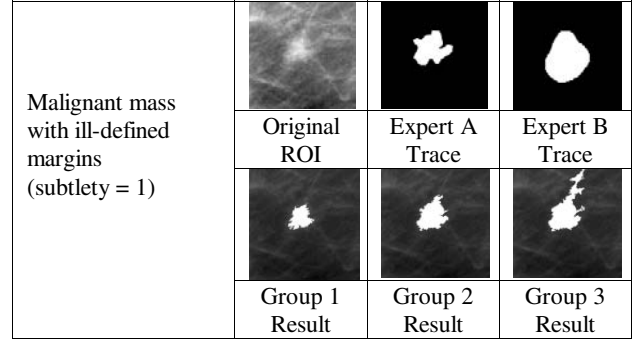 Malignant mass
with ill-defined
margins
(subtlety = 1)
Original
ROI
Expert A
Trace
Expert B
Trace
Group 1
Result
Group 2
Result
Group 3
Result